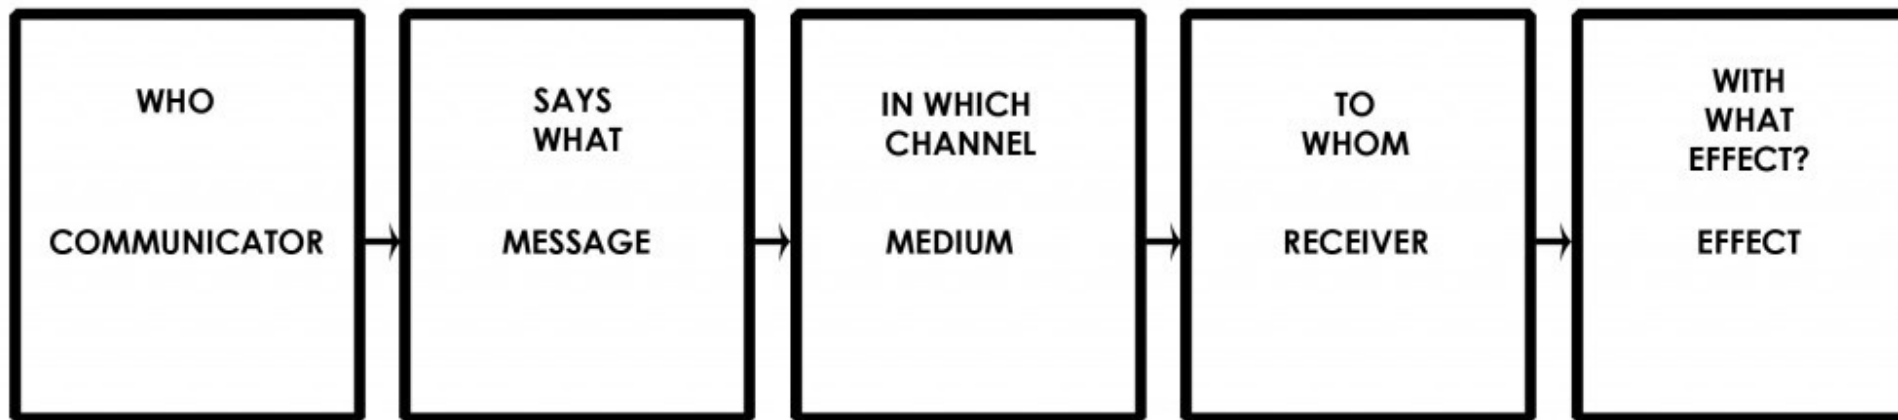 WHO
COMMUNICATOR
SAYS
WHAT
MESSAGE
IN WHICH
CHANNEL
MEDIUM
TO
WHOM
RECEIVER
WITH
WHAT
EFFECT?
EFFECT